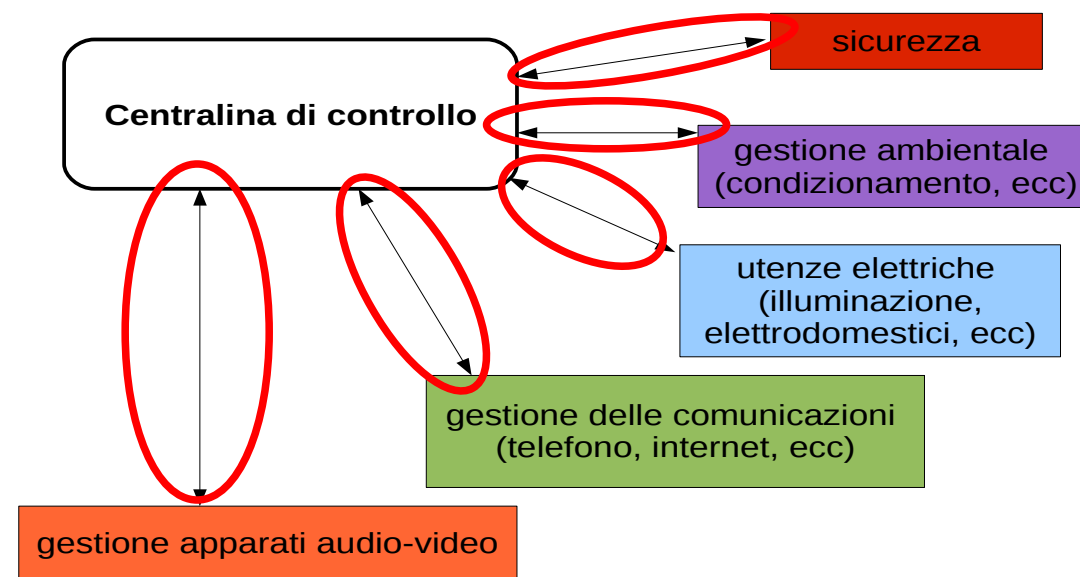 Centralina di controllo
sicurezza
gestione ambientale
(condizionamento, ecc)
utenze elettriche
(illuminazione,
elettrodomestici, ecc)
gestione delle comunicazioni
(telefono, internet, ecc)
gestione apparati audio-video